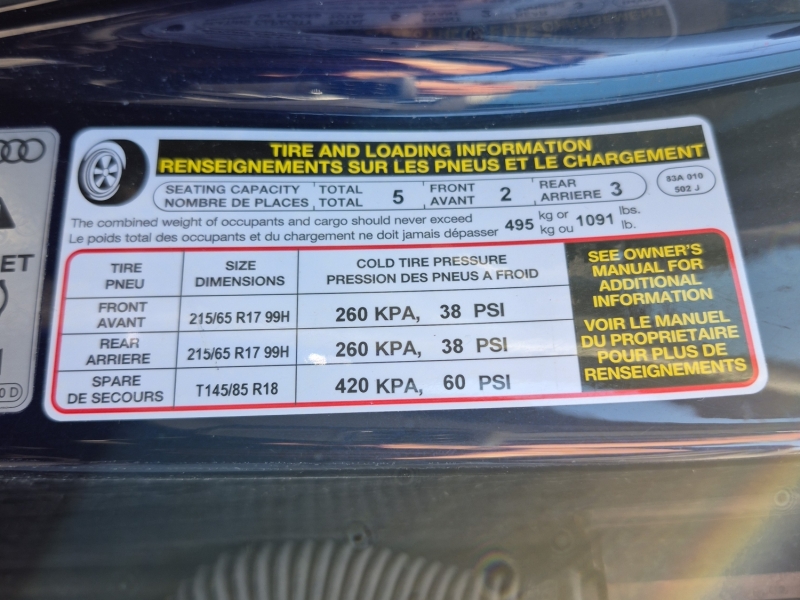 TIRE AND LOADING INFORMATION
RENSEIGNEMENTS SUR LES PNEUS ET LE CHARGEMENT
SEATING CAPACITY TOTAL 5 FRONT 2 REAR 3
NOMBRE DE PLACES TOTAL AVANT ARRIERE
83A 010
502 J
The combined weight of occupants and cargo should never exceed 495 kg or 1091 lbs.
Le poids total des occupants et du chargement ne doit jamais dépasser kg ou lb.
TIRE SIZE COLD TIRE PRESSURE
PNEU DIMENSIONS PRESSION DES PNEUS A FROID
FRONT
AVANT 215/65 R17 99H 260 KPA, 38 PSI
REAR
ARRIERE 215/65 R17 99H 260 KPA, 38 PSI
SPARE
DE SECOURS T145/85 R18 420 KPA, 60 PSI
SEE OWNER'S
MANUAL FOR
ADDITIONAL
INFORMATION
VOIR LE MANUEL
DU PROPRIETAIRE
POUR PLUS DE
RENSEIGNEMENTS